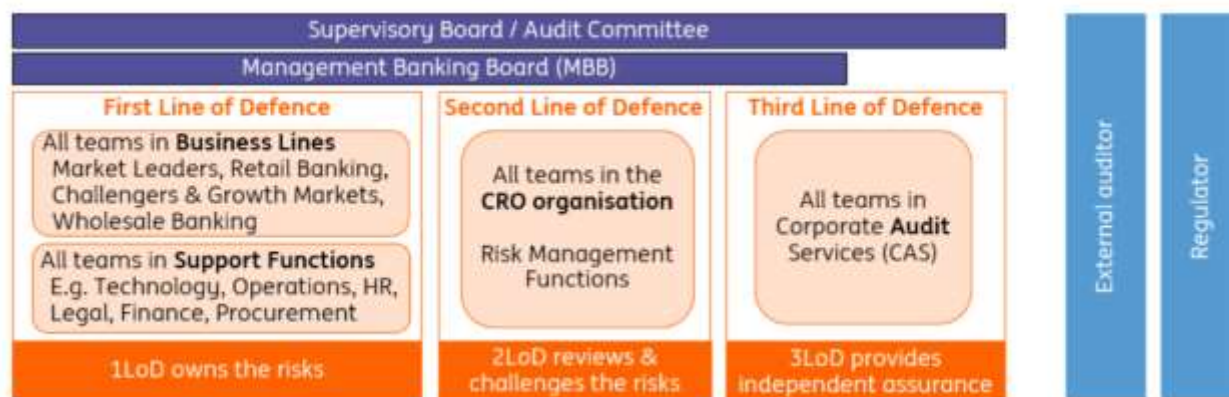 Supervisory Board / Audit Committee
Management Banking Board (MBB)
First Line of Defence
All teams in Business Lines
Market Leaders, Retail Banking,
Challengers & Growth Markets,
Wholesale Banking
All teams in Support Functions
E.g. Technology, Operations, HR,
Legal, Finance, Procurement
1LoD owns the risks
Second Line of Defence
All teams in the
CRO organisation
Risk Management
Functions
2LoD reviews &
challenges the risks
Third Line of Defence
All teams in
Corporate Audit
Services (CAS)
3LoD provides
independent assurance
External auditor
Regulator